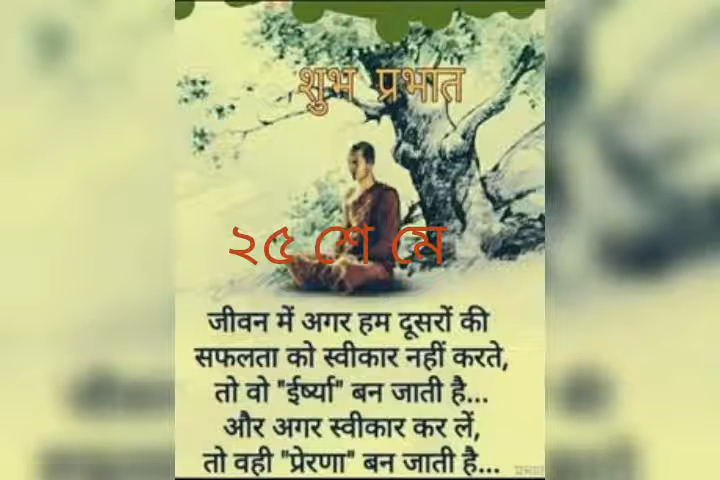 शुभ प्रभात
২৫ শে মে
जीवन में अगर हम दूसरों की
सफलता को स्वीकार नहीं करते,
तो वो "ईर्ष्या" बन जाती है...
और अगर स्वीकार कर लें,
तो वही "प्रेरणा" बन जाती है...